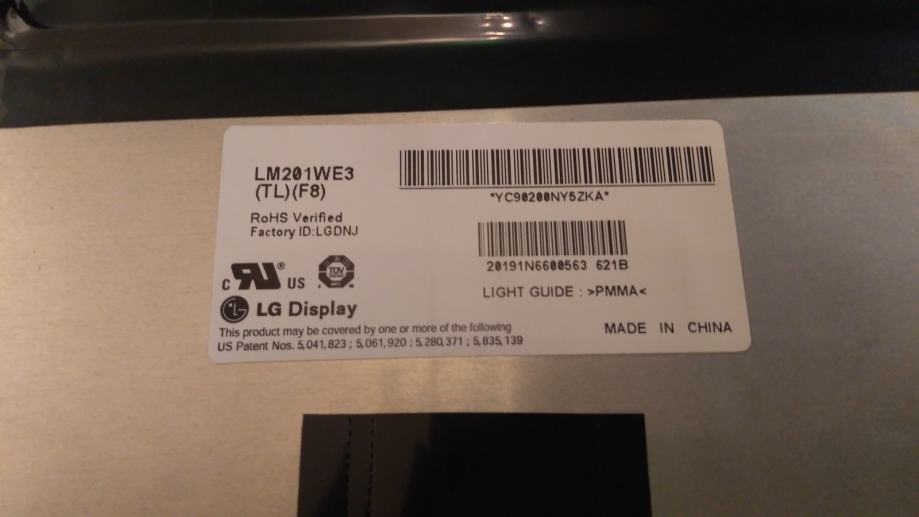 LM201WE3
(TL)(F8)
RoHS Verified
Factory ID:LGDNJ
*YC90200NY5ZKA*
20191N6600563 621B
LIGHT GUIDE : >PMMA<
C RU ® US TÜV
LG Display
MADE IN CHINA
This product may be covered by one or more of the following
US Patent Nos. 5,041,823 ; 5,061,920 ; 5,280,371 ; 5,835,139